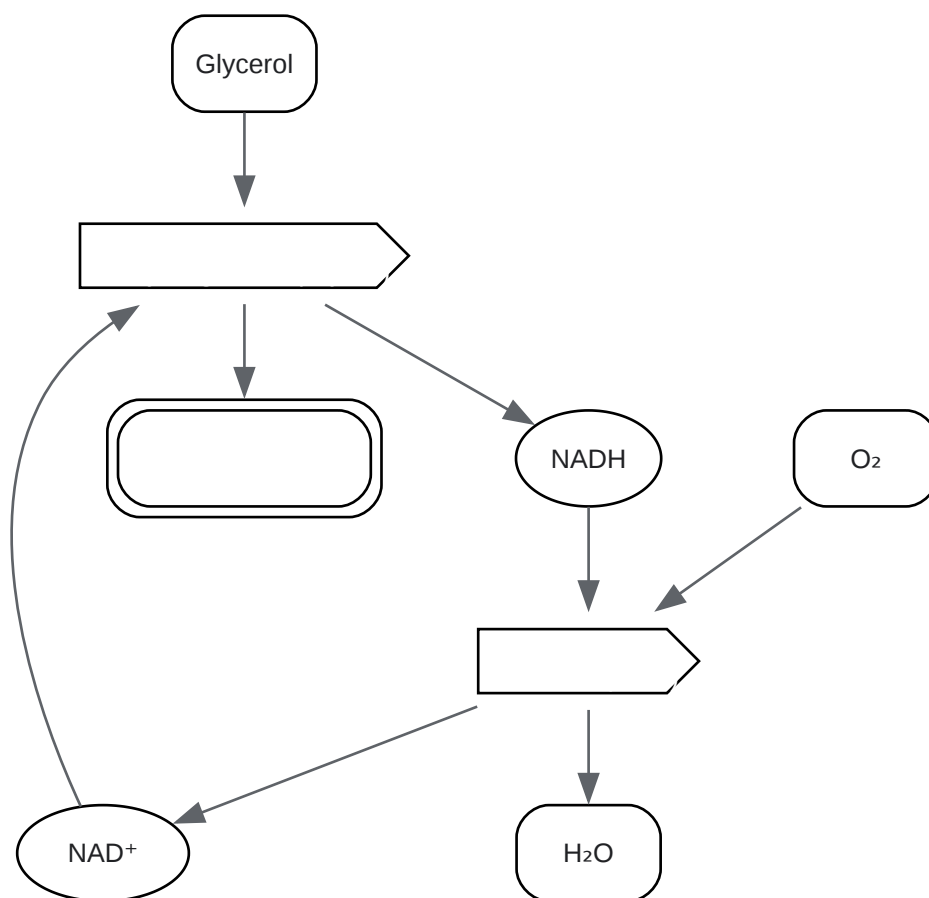 Glycerol
NADH
O₂
NAD⁺
H₂O